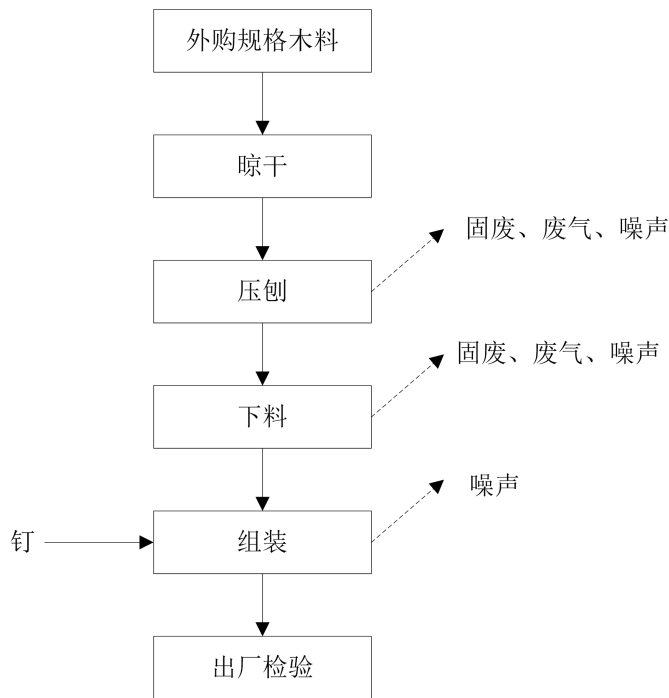 外购规格木料
晾干
固废、废气、噪声
压刨
固废、废气、噪声
下料
噪声
钉
组装
出厂检验